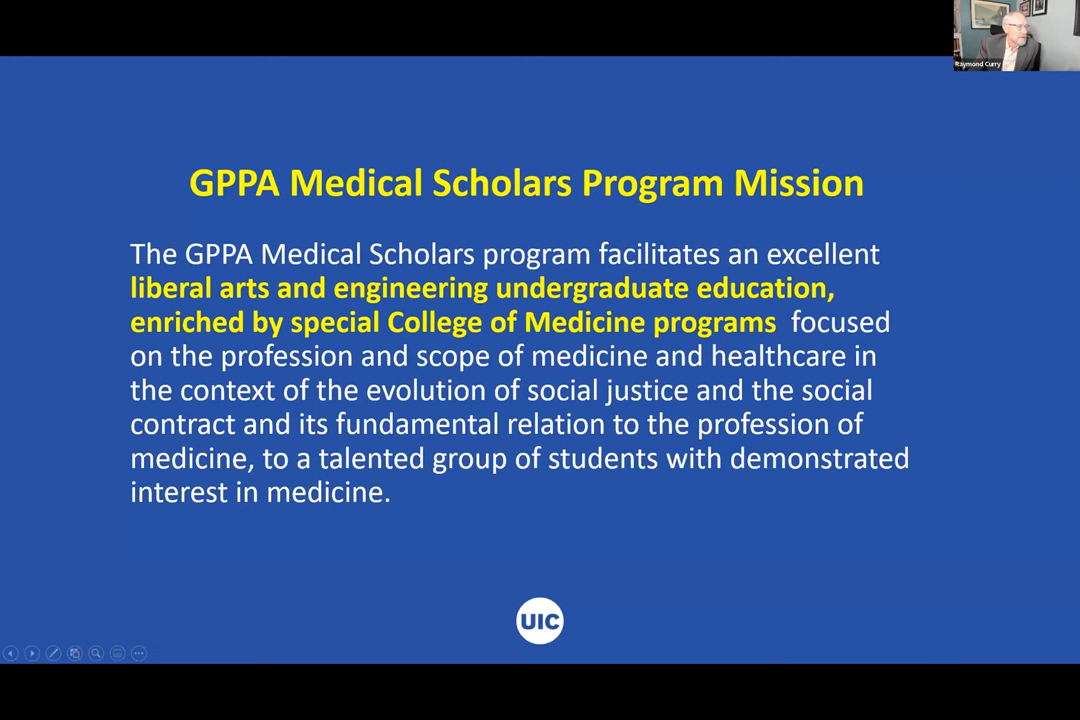 Raymond Curry
GPPA Medical Scholars Program Mission
The GPPA Medical Scholars program facilitates an excellent
liberal arts and engineering undergraduate education,
enriched by special College of Medicine programs focused
on the profession and scope of medicine and healthcare in
the context of the evolution of social justice and the social
contract and its fundamental relation to the profession of
medicine, to a talented group of students with demonstrated
interest in medicine.
UIC